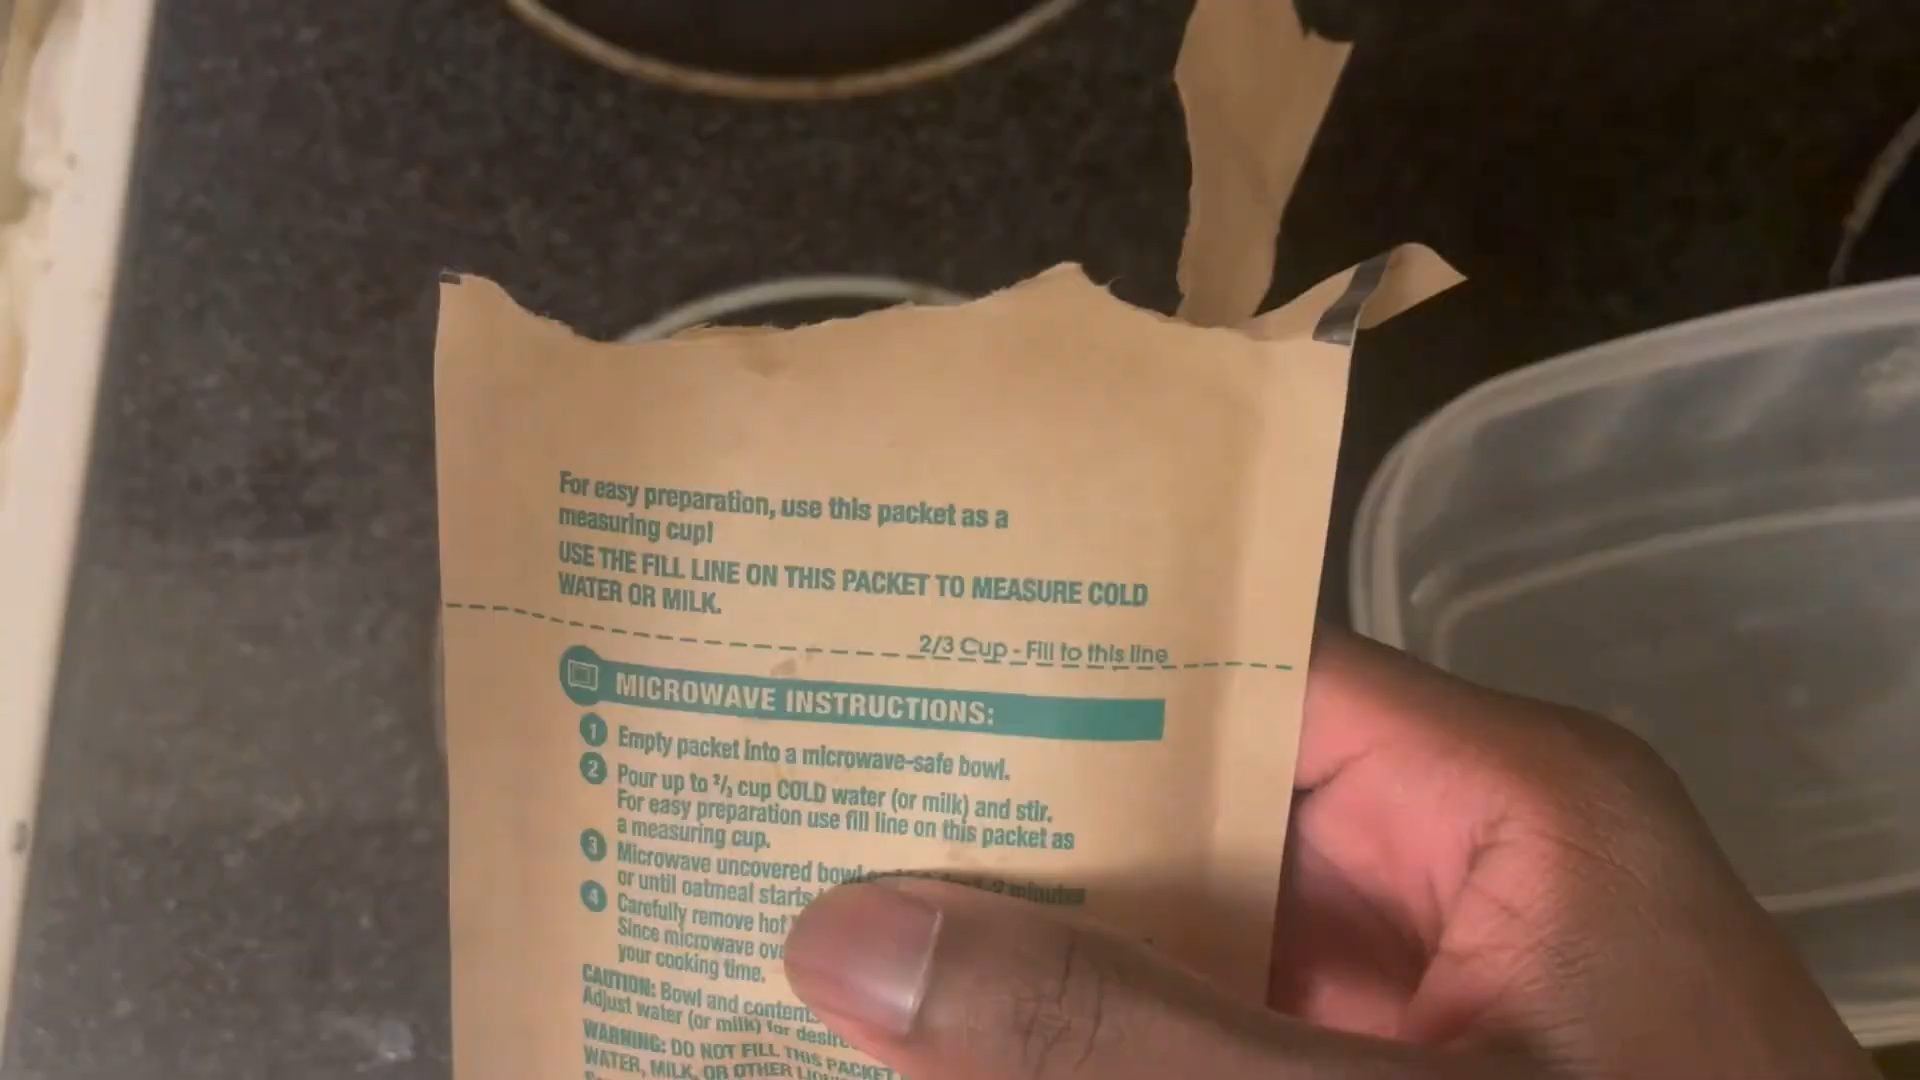 For easy preparation, use this packet as a
measuring cup!
USE THE FILL LINE ON THIS PACKET TO MEASURE COLD
WATER OR MILK.
2/3 Cup - Fill to this line
MICROWAVE INSTRUCTIONS:
1 Empty packet into a microwave-safe bowl.
2 Pour up to ⅔ cup COLD water (or milk) and stir.
For easy preparation use fill line on this packet as
a measuring cup.
3 Microwave uncovered bowl 1-2 minutes
or until oatmeal starts
4 Carefully remove hot
Since microwave
your cooking time.
CAUTION: Bowl and
Adjust water (or milk) for
WARNING: DO NOT FILL THIS PACKET
WATER, MILK, OR OTHER